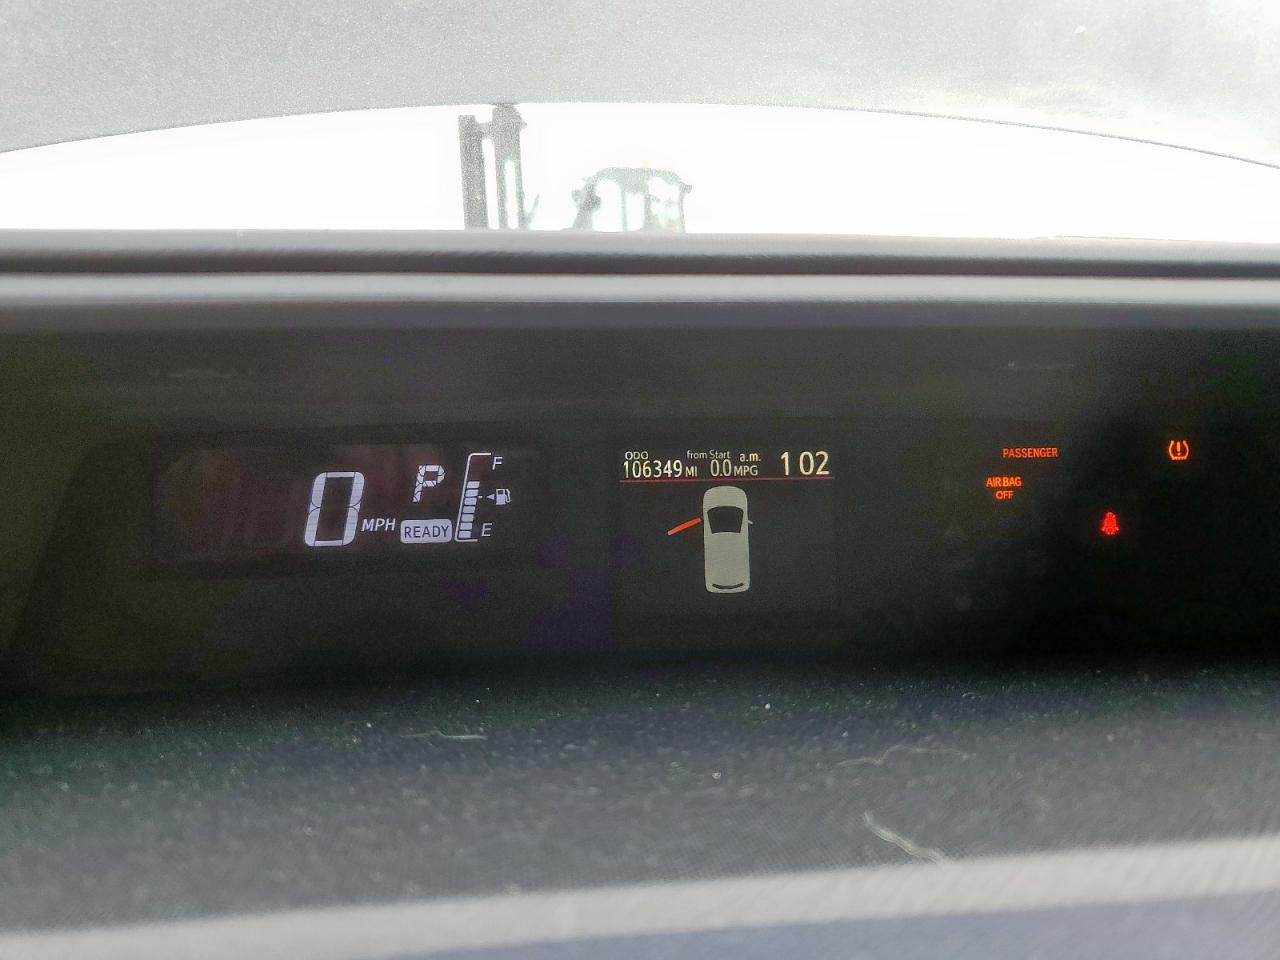 0 MPH
P
READY
F
E
ODO
106349 MI
from Start
0.0 MPG
a.m.
1 02
PASSENGER
AIR BAG
OFF